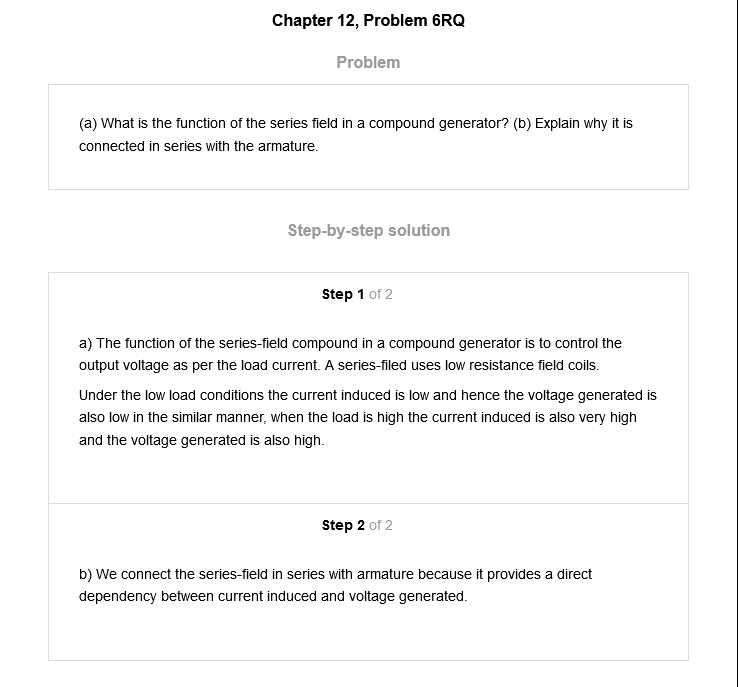 Chapter 12, Problem 6RQ
Problem
(a) What is the function of the series field in a compound generator? (b) Explain why it is
connected in series with the armature.
Step-by-step solution
Step 1 of 2
a) The function of the series-field compound in a compound generator is to control the
output voltage as per the load current. A series-filed uses low resistance field coils.
Under the low load conditions the current induced is low and hence the voltage generated is
also low in the similar manner, when the load is high the current induced is also very high
and the voltage generated is also high.
Step 2 of 2
b) We connect the series-field in series with armature because it provides a direct
dependency between current induced and voltage generated.